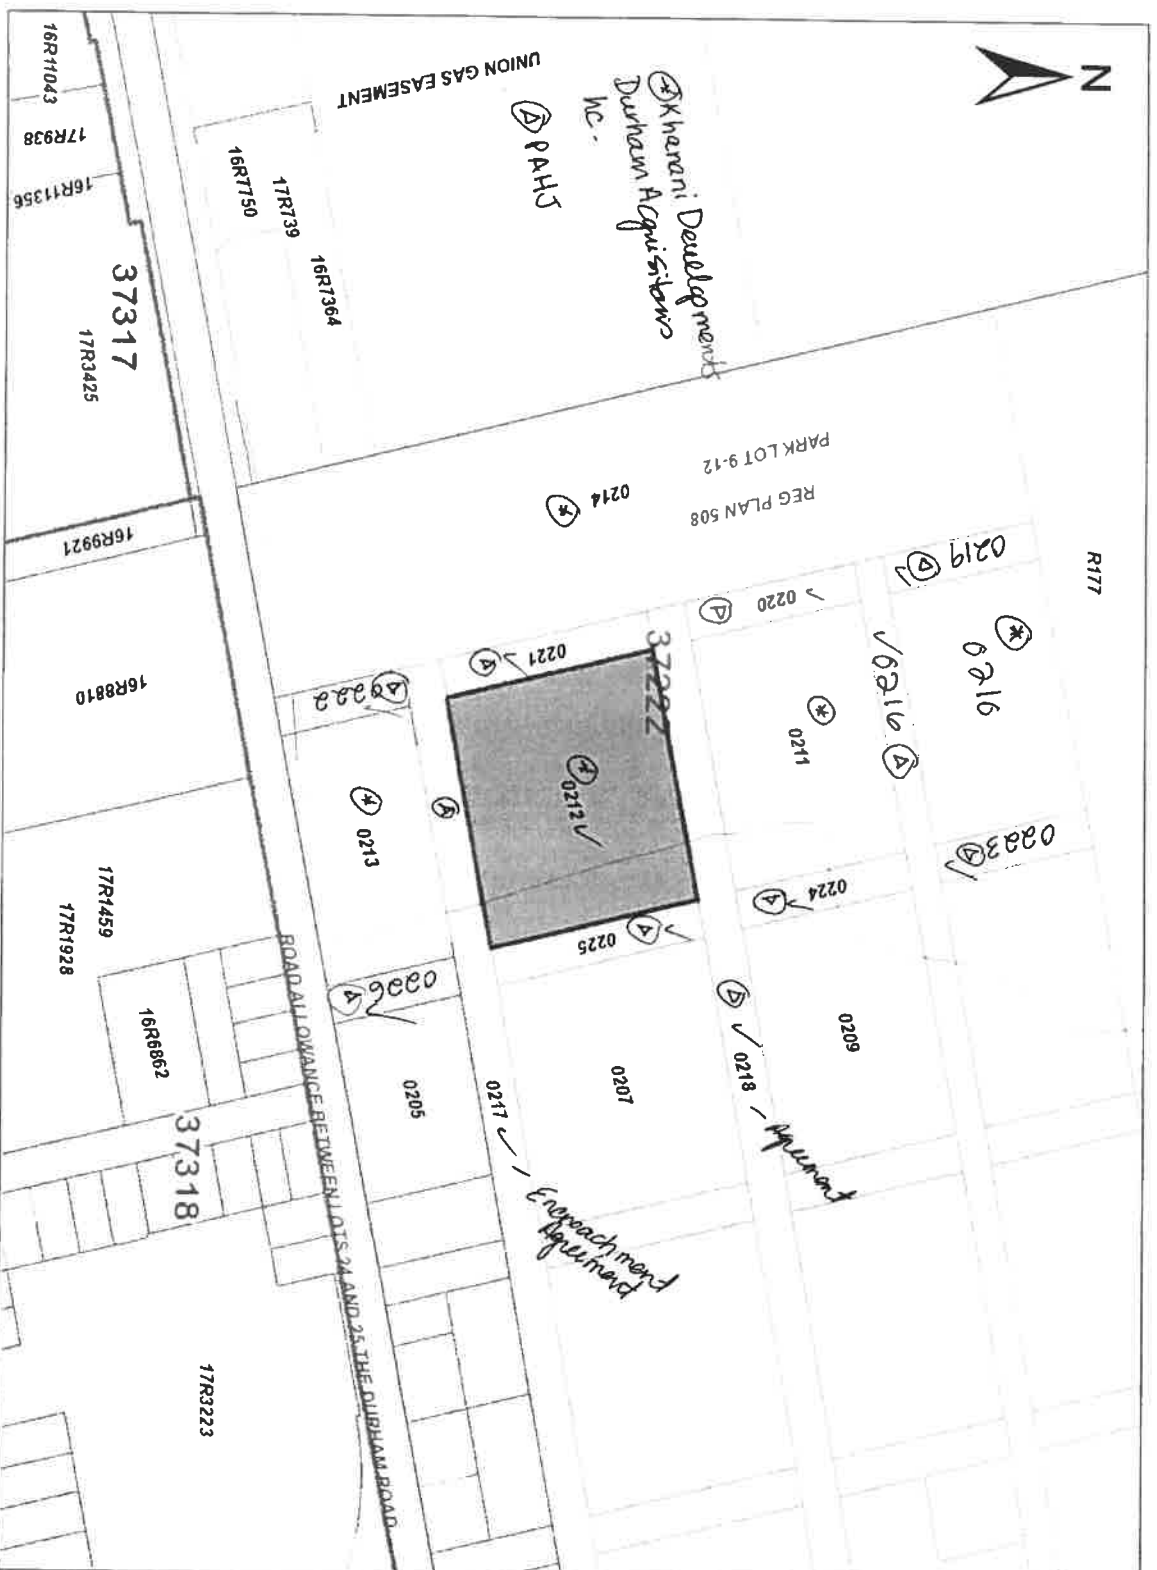 N
16R11043
17R938
16R11356
37317
17R3425
UNION GAS EASEMENT
16R7750
17R739
16R7364
* Khanani Developments
Durham Acquisitions
Inc.
Δ PAHJ
PARK LOT 9-12
REG PLAN 508
0214 *
R177
0219 Δ ✓
* 0210
0220 ✓
✓ 0216 Δ
* 0211
37222
0221 ✓ Δ
Δ 0222 ✓
* 0212 ✓
* 0213
Δ
0223 Δ ✓
0224 Δ ✓
0225 Δ ✓
0226 Δ ✓
0209
Δ ✓ 0218 / Agreement
0207
0217 ✓ / Encroachment
Agreement
0205
16R9921
16R8810
17R1459
17R1928
16R6862
37318
17R3223
ROAD ALLOWANCE BETWEEN LOTS 24 AND 25 THE DURHAM ROAD